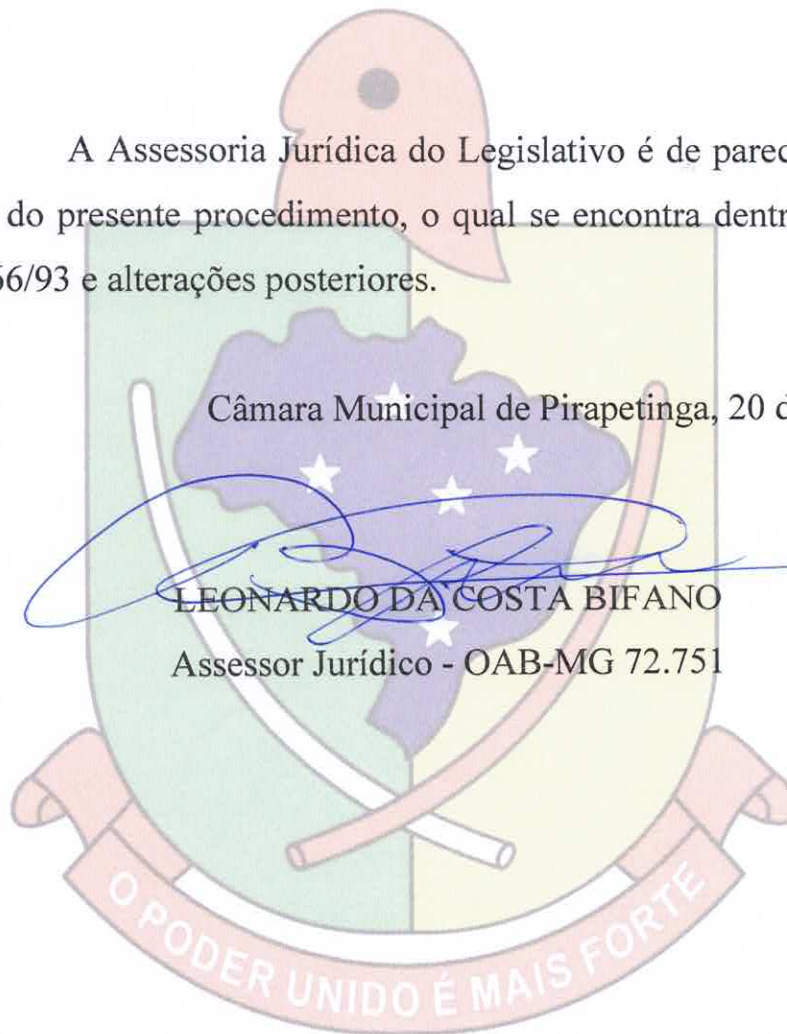 A Assessoria Jurídica do Legislativo é de parec
do presente procedimento, o qual se encontra dentr
66/93 e alterações posteriores.
Câmara Municipal de Pirapetinga, 20 d
LEONARDO DA COSTA BIFANO
Assessor Jurídico - OAB-MG 72.751
O PODER UNIDO É MAIS FORTE